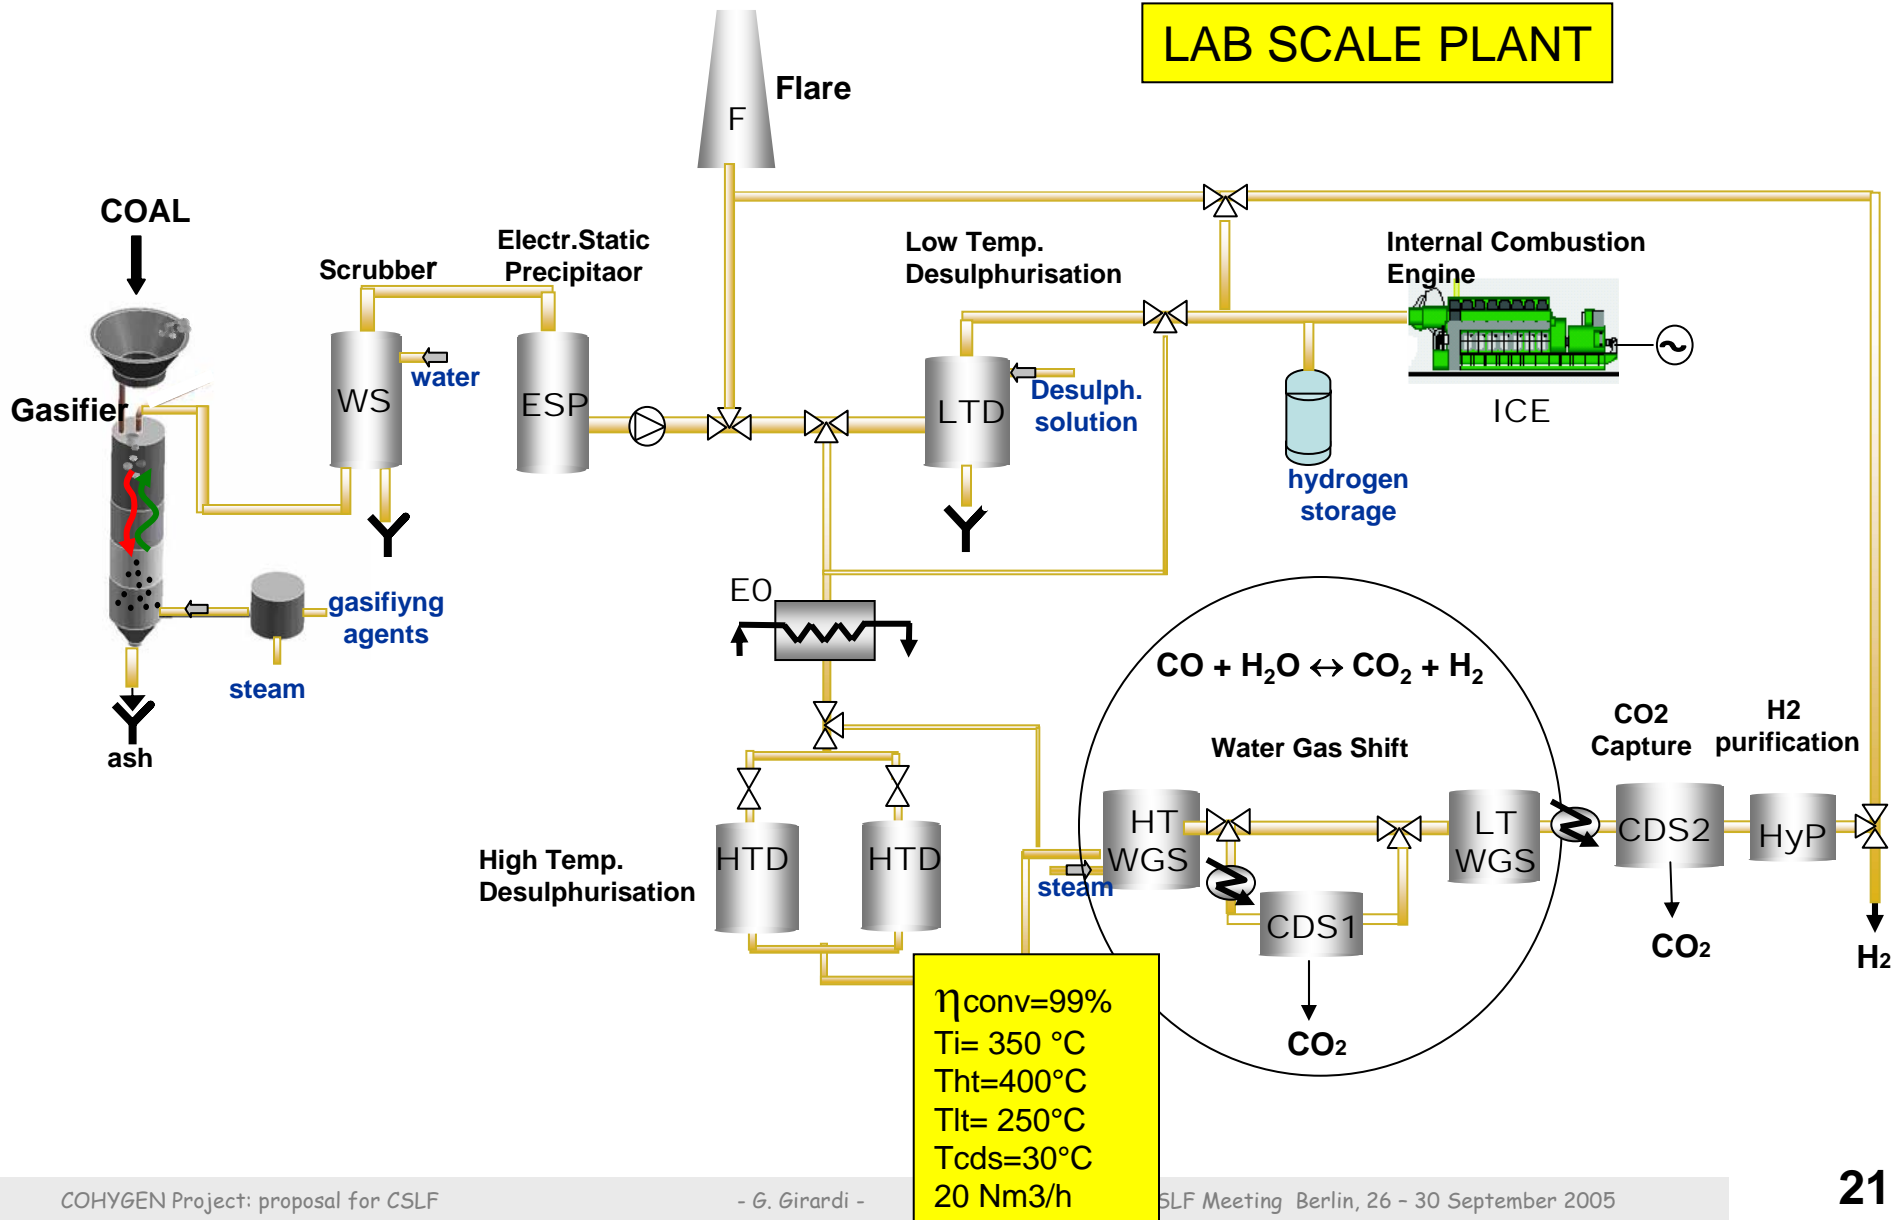 LAB SCALE PLANT
Flare
F
COAL
Scrubber
Electr.Static
Precipitaor
Low Temp.
Desulphurisation
Internal Combustion
Engine
Gasifier
WS
water
ESP
LTD
Desulph.
solution
ICE
hydrogen
storage
gasifiyng
agents
steam
ash
E0
CO + H2O ↔ CO2 + H2
Water Gas Shift
CO2
Capture
H2
purification
High Temp.
Desulphurisation
HTD
HTD
steam
HT
WGS
CDS1
LT
WGS
CDS2
HyP
CO2
CO2
H2
ηconv=99%
Ti= 350 °C
Tht=400°C
Tlt= 250°C
Tcds=30°C
20 Nm3/h
COHYGEN Project: proposal for CSLF
- G. Girardi -
SLF Meeting Berlin, 26 – 30 September 2005
21